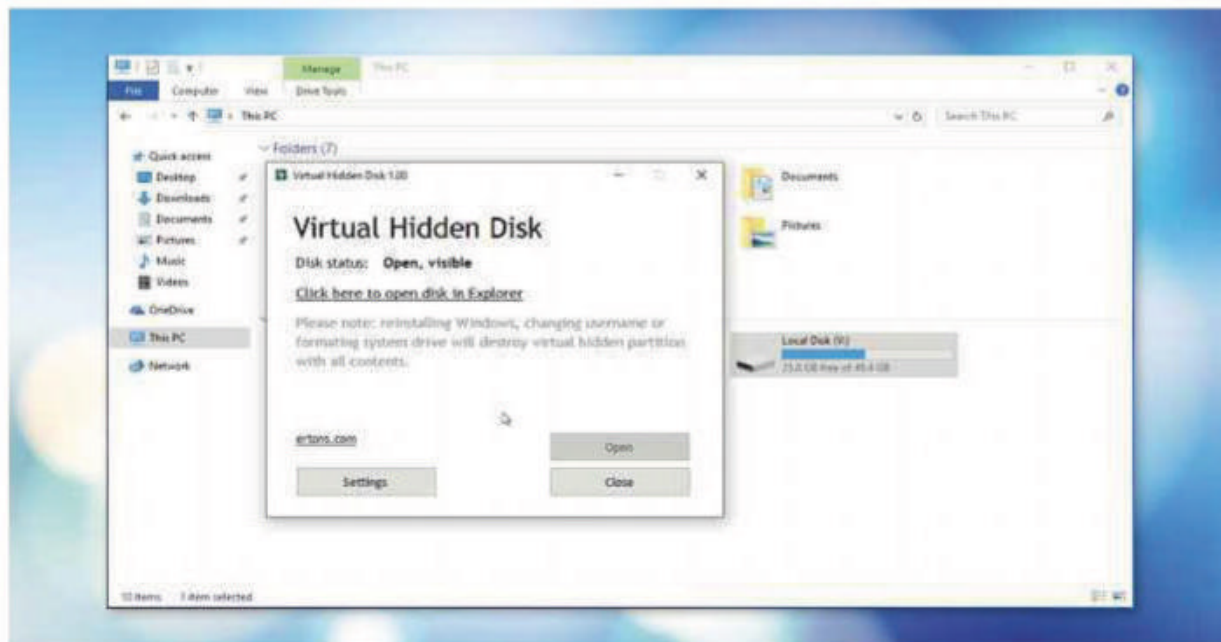 Manage This PC
File Computer View Drive Tools
This PC
Search This PC
Folders (7)
Quick access
Desktop
Downloads
Documents
Pictures
Music
Videos
OneDrive
This PC
Network
Virtual Hidden Disk 1.00
Virtual Hidden Disk
Disk status: Open, visible
Click here to open disk in Explorer
Please note: reinstalling Windows, changing username or
formating system drive will destroy virtual hidden partition
with all contents.
ertons.com
Open
Settings
Close
Documents
Pictures
Local Disk (V:)
10 items 1 item selected